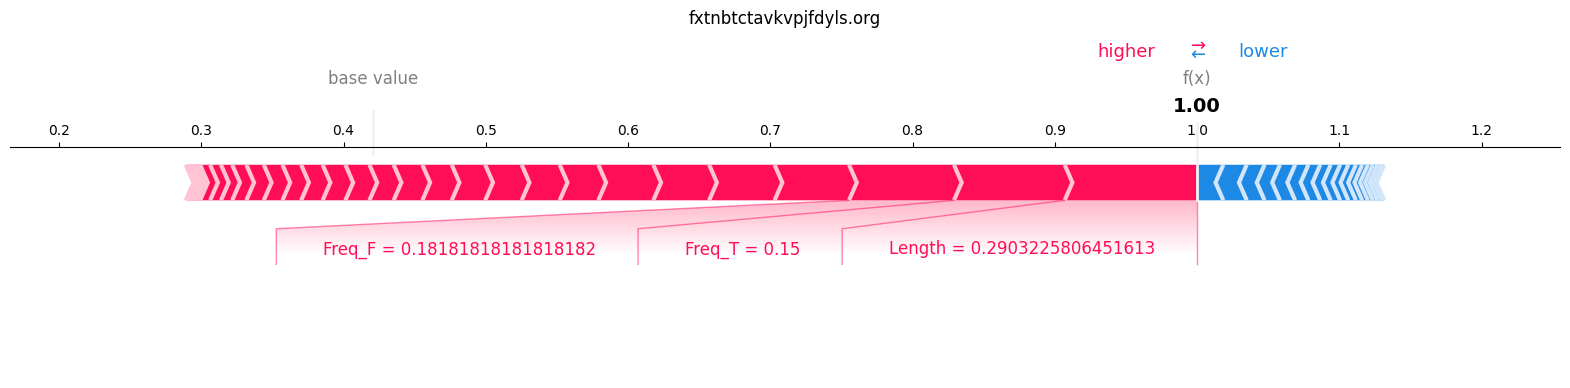 fxtnbtctavkvpjfdyls.org
higher → ← lower
base value f(x)
1.00
0.2 0.3 0.4 0.5 0.6 0.7 0.8 0.9 1.0 1.1 1.2
Freq_F = 0.18181818181818182 Freq_T = 0.15 Length = 0.2903225806451613